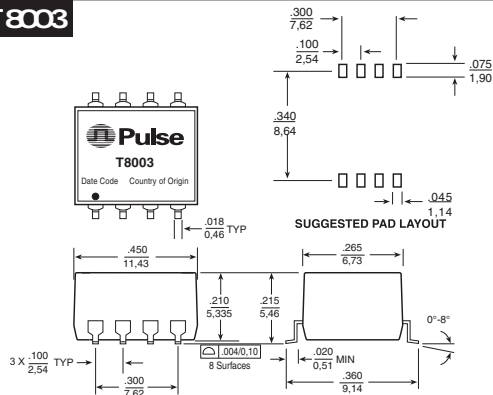 T8003
.300
7,62
.100
2,54
.075
1,90
.340
8,64
Pulse
T8003
Date Code Country of Origin
.045
1,14
.018
0,46 TYP
SUGGESTED PAD LAYOUT
.450
11,43
.265
6,73
.210
5,335
.215
5,46
0°-8°
3 X .100
2,54 TYP
.004/0,10
8 Surfaces
.020
0,51 MIN
.300
7,62
.360
9,14